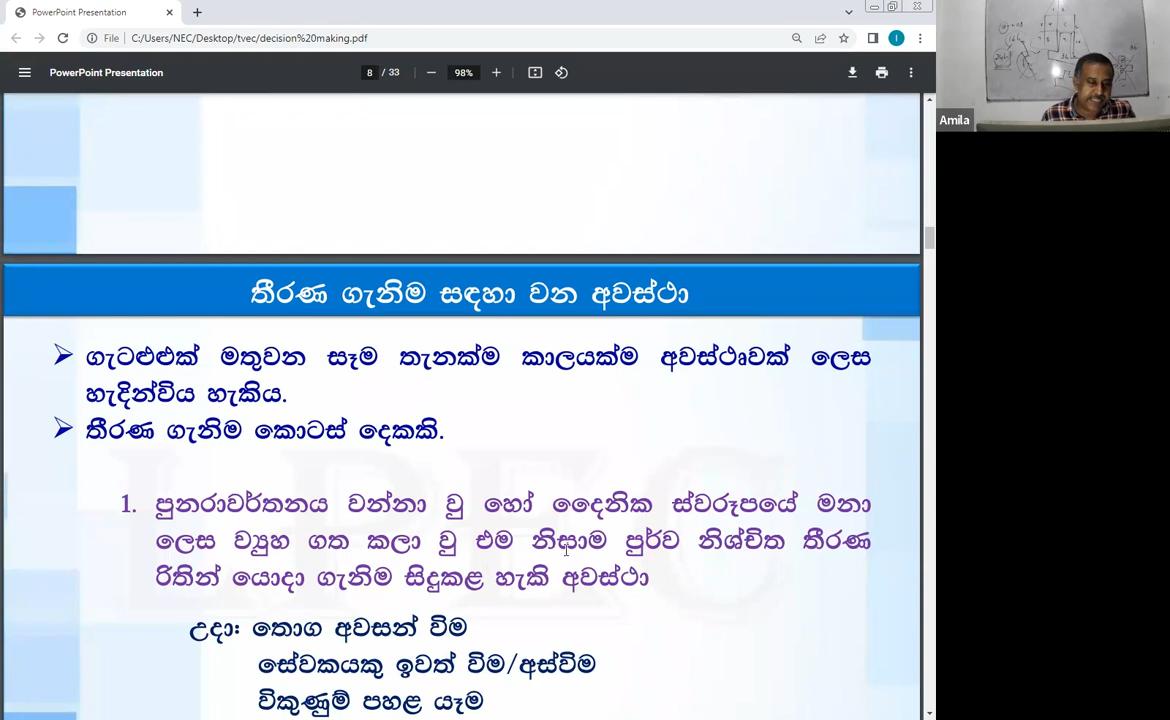 PowerPoint Presentation
File C:/Users/NEC/Desktop/tvec/decision%20making.pdf
PowerPoint Presentation 8 / 33 98%
Amila
තීරණ ගැනිම සඳහා වන අවස්ථා
ගැටළුළුක් මතුවන සෑම තැනක්ම කාලයක්ම අවස්ථෘවක් ලෙස
හැදින්විය හැකිය.
තීරණ ගැනිම කොටස් දෙකකි.
1. පුනරාවර්තනය වන්නා වු හෝ දෛනික ස්වරූපයේ මනා
ලෙස ව්‍යුහ ගත කලා වු එම නිසාම පුර්ව නිශ්චිත තීරණ
රිතින් යොදා ගැනිම සිදුකළ හැකි අවස්ථා
උදා: තොග අවසන් විම
සේවකයකු ඉවත් විම/අස්විම
විකුණුම් පහළ යෑම